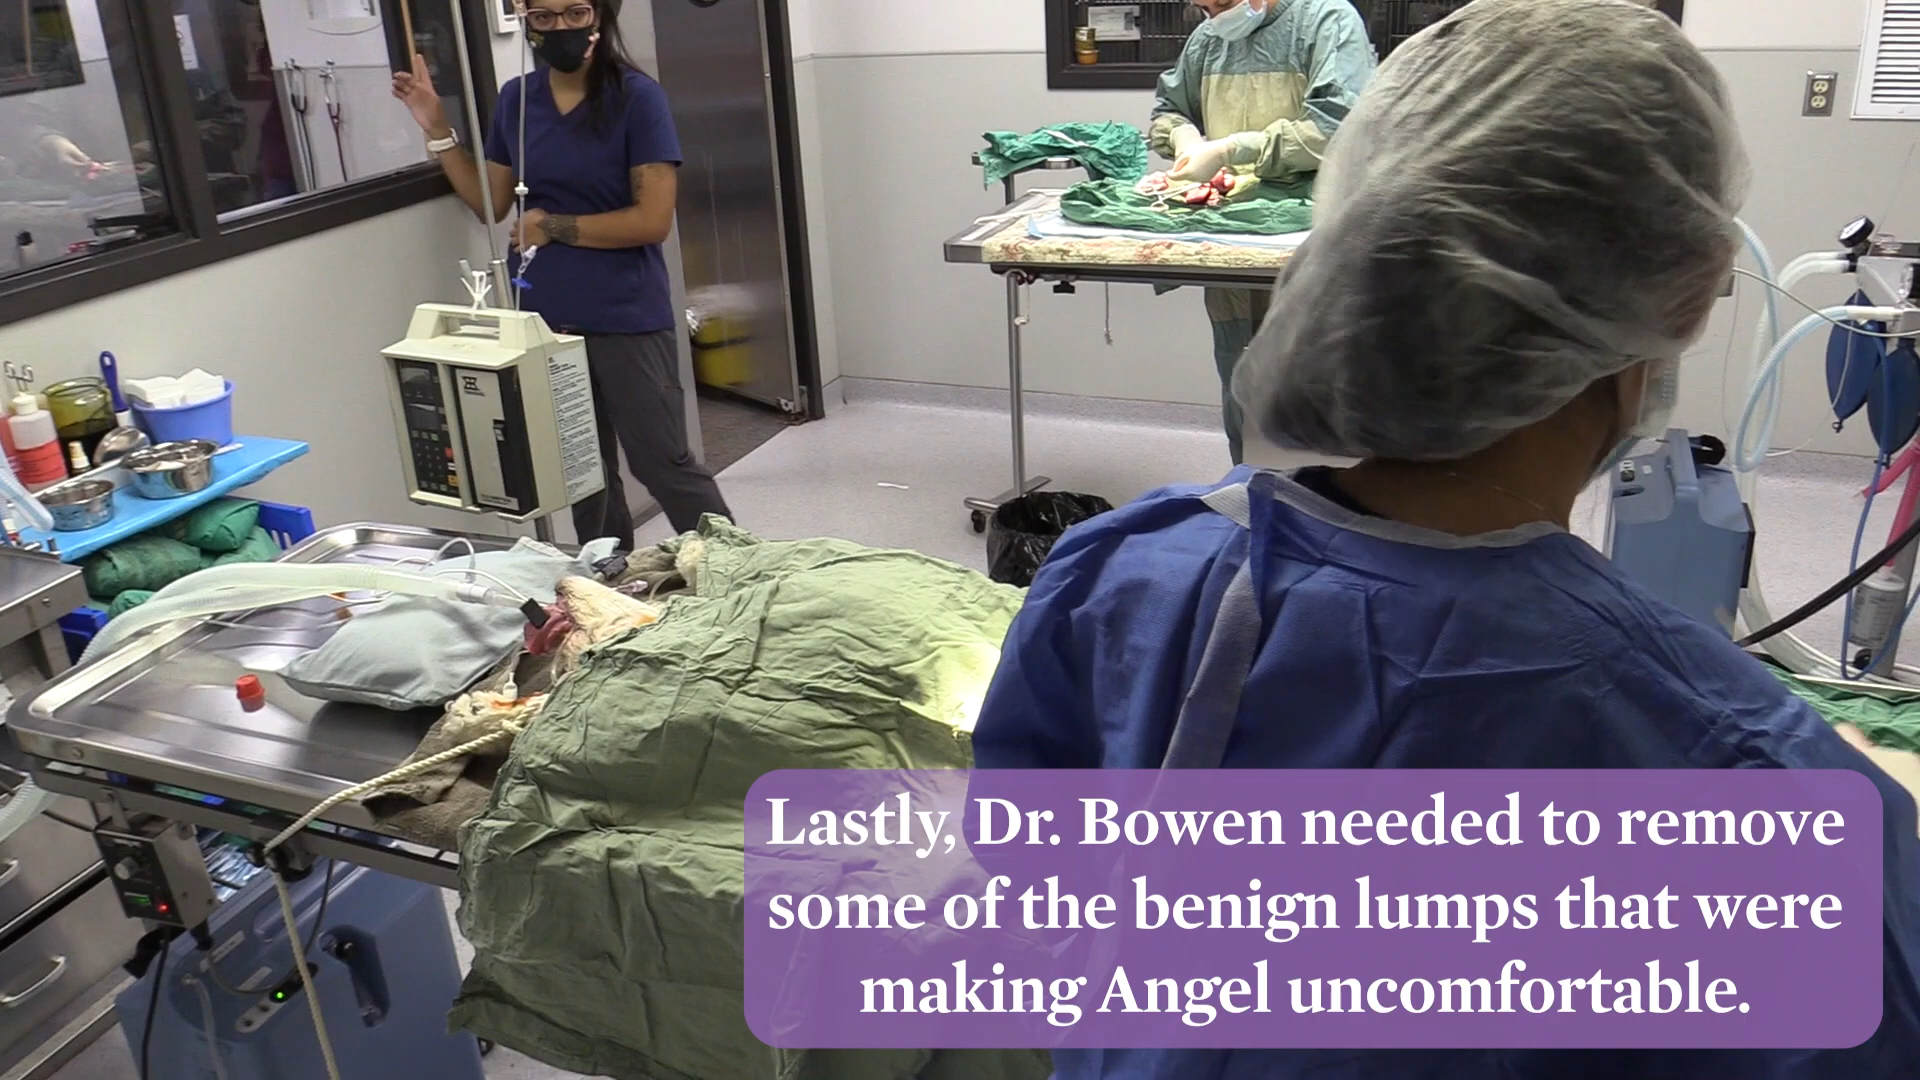 Lastly, Dr. Bowen needed to remove
some of the benign lumps that were
making Angel uncomfortable.